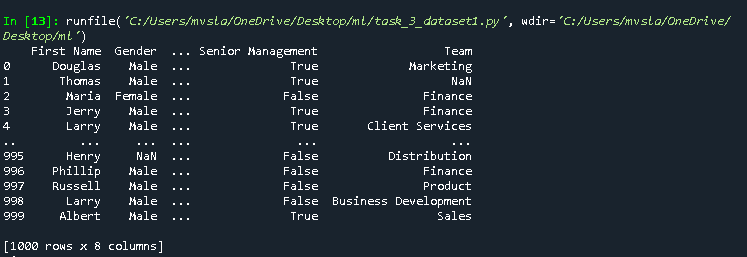 In [13]: runfile('C:/Users/mvsla/OneDrive/Desktop/ml/task_3_dataset1.py', wdir='C:/Users/mvsla/OneDrive/
Desktop/ml')
First Name Gender ... Senior Management Team
0 Douglas Male ... True Marketing
1 Thomas Male ... True NaN
2 Maria Female ... False Finance
3 Jerry Male ... True Finance
4 Larry Male ... True Client Services
.. ... ... ... ... ...
995 Henry NaN ... False Distribution
996 Phillip Male ... False Finance
997 Russell Male ... False Product
998 Larry Male ... False Business Development
999 Albert Male ... True Sales
[1000 rows x 8 columns]